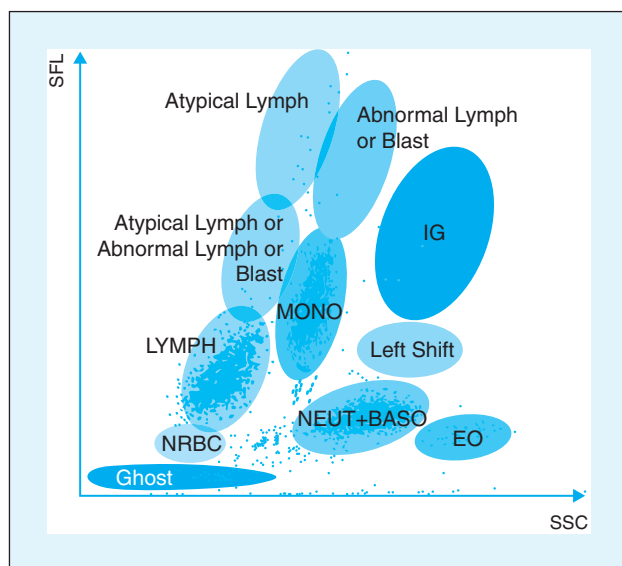 SFL
Atypical Lymph
Abnormal Lymph
or Blast
Atypical Lymph or
Abnormal Lymph or
Blast
IG
MONO
LYMPH
Left Shift
NEUT+BASO
EO
NRBC
Ghost
SSC